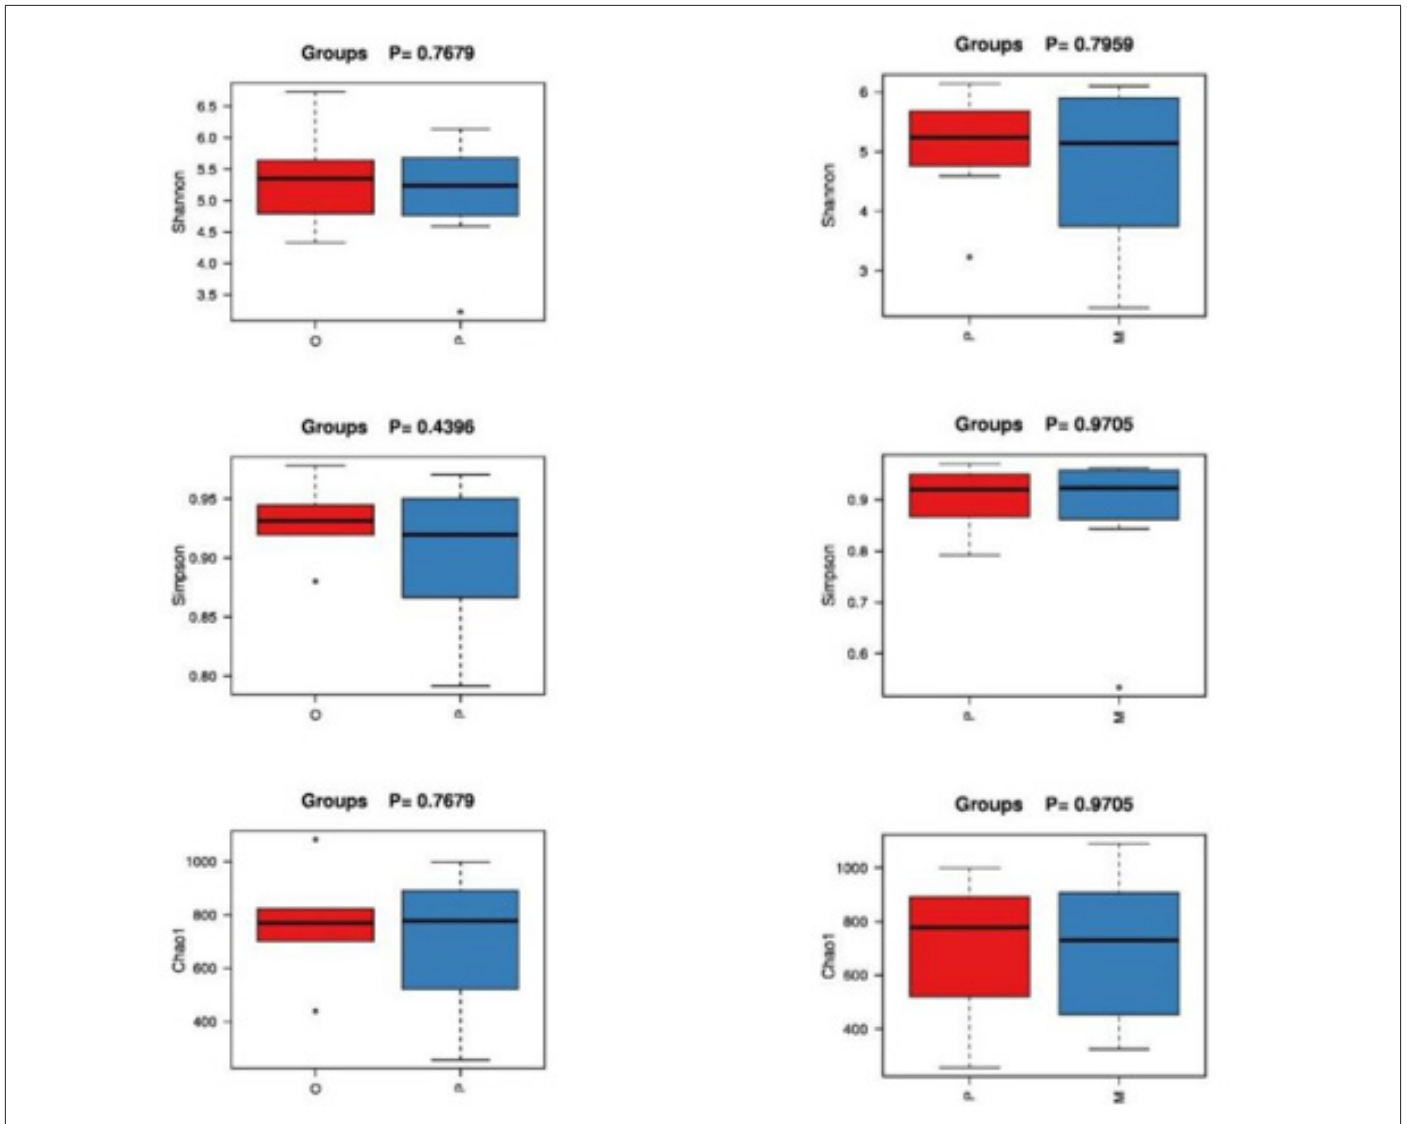 Groups P= 0.7679
Shannon
6.5
6.0
5.5
5.0
4.5
4.0
3.5
O
P
Groups P= 0.7959
Shannon
6
5
4
3
P
M
Groups P= 0.4396
Simpson
0.95
0.90
0.85
0.80
O
P
Groups P= 0.9705
Simpson
0.9
0.8
0.7
0.6
P
M
Groups P= 0.7679
Chao1
1000
800
600
400
O
P
Groups P= 0.9705
Chao1
1000
800
600
400
P
M